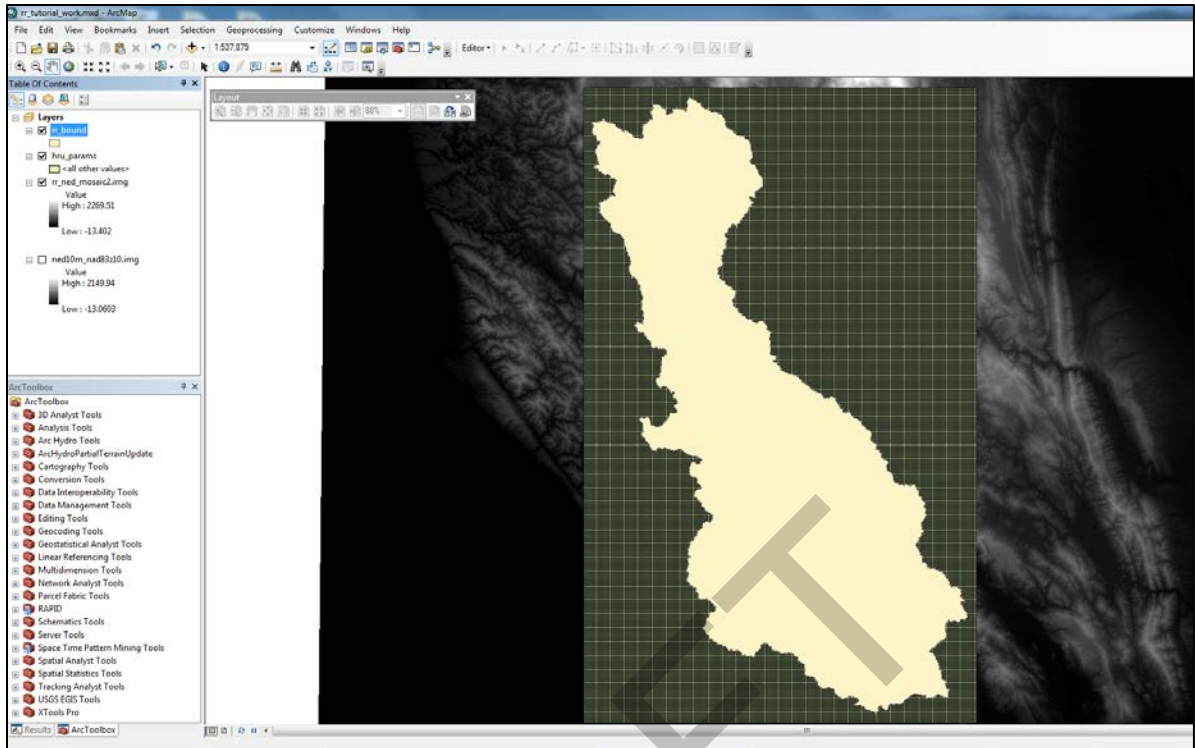 rr_tutorial_work.mxd - ArcMap
File Edit View Bookmarks Insert Selection Geoprocessing Customize Windows Help
1:537,879
Editor
Table Of Contents
Layout
88%
Layers
rr_bound
hru_params
<all other values>
rr_ned_mosaic2.img
Value
High : 2269.51
Low : -13.402
ned10m_nad83z10.img
Value
High : 2149.94
Low : -13.0603
ArcToolbox
ArcToolbox
3D Analyst Tools
Analysis Tools
Arc Hydro Tools
ArcHydroPartialTerrainUpdate
Cartography Tools
Conversion Tools
Data Interoperability Tools
Data Management Tools
Editing Tools
Geocoding Tools
Geostatistical Analyst Tools
Linear Referencing Tools
Multidimension Tools
Network Analyst Tools
Parcel Fabric Tools
RAPID
Schematics Tools
Server Tools
Space Time Pattern Mining Tools
Spatial Analyst Tools
Spatial Statistics Tools
Tracking Analyst Tools
USGS EGIS Tools
XTools Pro
Results ArcToolbox